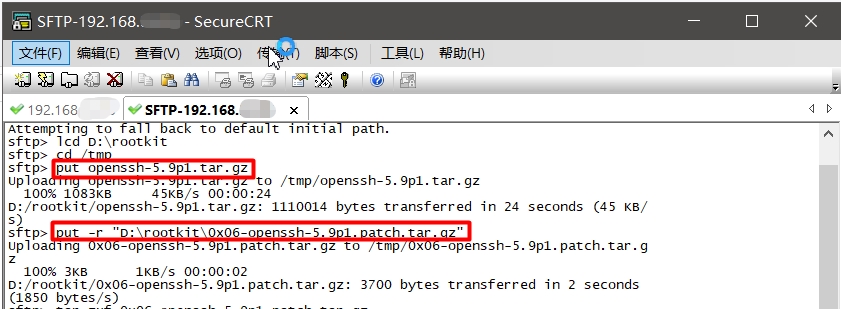 SFTP-192.168. - SecureCRT
文件(F) 编辑(E) 查看(V) 选项(O) 传输(T) 脚本(S) 工具(L) 帮助(H)
192.168 SFTP-192.168.
Attempting to fall back to default initial path.
sftp> lcd D:\rootkit
sftp> cd /tmp
sftp> put openssh-5.9p1.tar.gz
Uploading openssh-5.9p1.tar.gz to /tmp/openssh-5.9p1.tar.gz
100% 1083KB 45KB/s 00:00:24
D:/rootkit/openssh-5.9p1.tar.gz: 1110014 bytes transferred in 24 seconds (45 KB/
s)
sftp> put -r "D:\rootkit\0x06-openssh-5.9p1.patch.tar.gz"
Uploading 0x06-openssh-5.9p1.patch.tar.gz to /tmp/0x06-openssh-5.9p1.patch.tar.g
z
100% 3KB 1KB/s 00:00:02
D:/rootkit/0x06-openssh-5.9p1.patch.tar.gz: 3700 bytes transferred in 2 seconds
(1850 bytes/s)